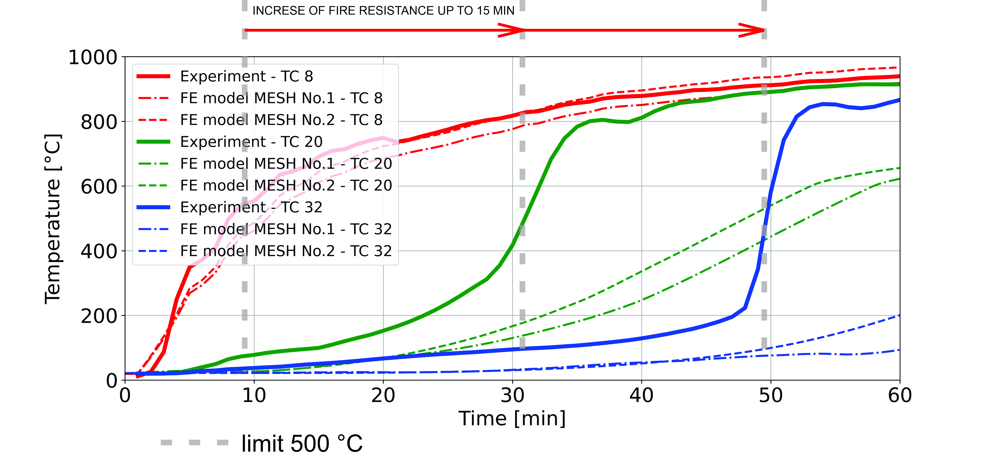 INCRESE OF FIRE RESISTANCE UP TO 15 MIN
1000
800
600
400
200
0
Temperature [°C]
Experiment - TC 8
FE model MESH No.1 - TC 8
FE model MESH No.2 - TC 8
Experiment - TC 20
FE model MESH No.1 - TC 20
FE model MESH No.2 - TC 20
Experiment - TC 32
FE model MESH No.1 - TC 32
FE model MESH No.2 - TC 32
0 10 20 30 40 50 60
Time [min]
limit 500 °C